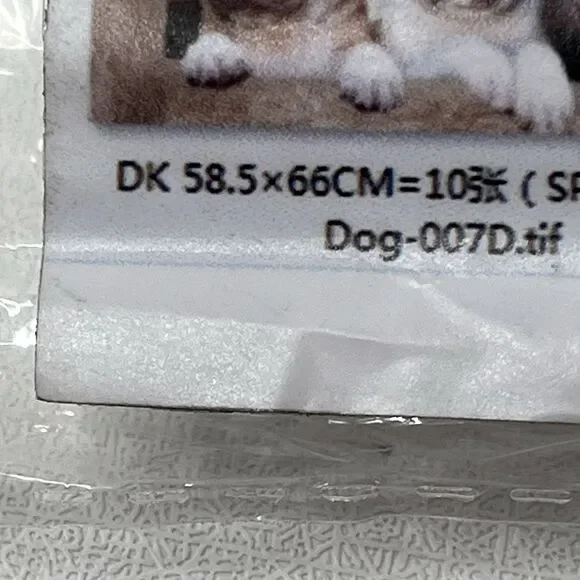 DK 58.5×66CM=10张 ( SP
Dog-007D.tif